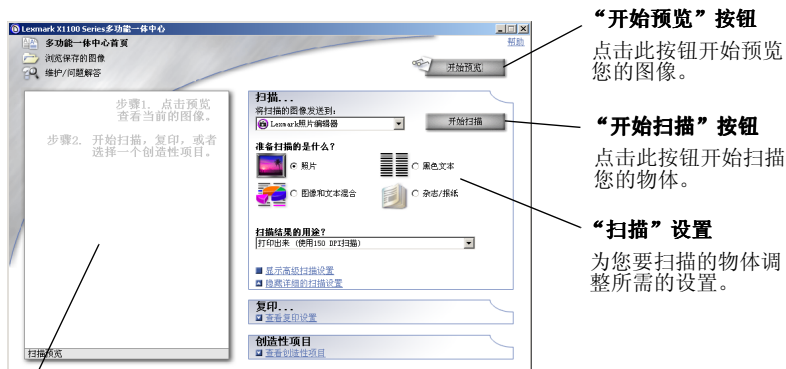 Lexmark X1100 Series多功能一体中心
多功能一体中心首頁
浏览保存的图像
维护/问题解答
帮助
开始预览
步骤1. 点击预览
查看当前的图像。
步骤2. 开始扫描，复印，或者
选择一个创造性项目。
扫描预览
扫描...
将扫描的图像发送到:
Lexmark照片编辑器
开始扫描
准备扫描的是什么?
照片
黑色文本
图像和文本混合
杂志/报纸
扫描结果的用途?
打印出来 (使用150 DPI扫描)
显示高级扫描设置
隐藏详细的扫描设置
复印...
查看复印设置
创造性项目
查看创造性项目
“开始预览”按钮
点击此按钮开始预览
您的图像。
“开始扫描”按钮
点击此按钮开始扫描
您的物体。
“扫描”设置
为您要扫描的物体调
整所需的设置。